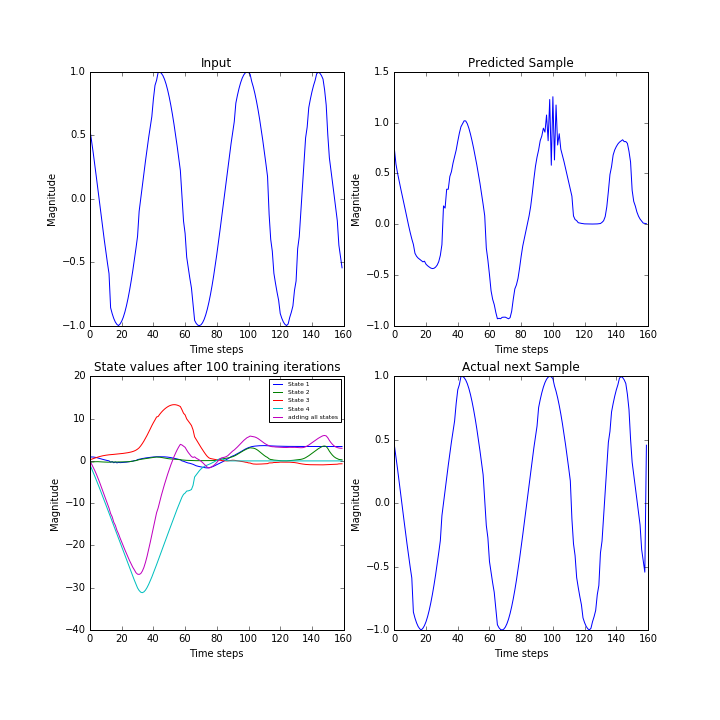 Input
1.0
0.5
0.0
−0.5
−1.0
Magnitude
0 20 40 60 80 100 120 140 160
Time steps
Predicted Sample
1.5
1.0
0.5
0.0
−0.5
−1.0
Magnitude
0 20 40 60 80 100 120 140 160
Time steps
State values after 100 training iterations
20
10
0
−10
−20
−30
−40
Magnitude
State 1
State 2
State 3
State 4
adding all states
0 20 40 60 80 100 120 140 160
Time steps
Actual next Sample
1.0
0.5
0.0
−0.5
−1.0
Magnitude
0 20 40 60 80 100 120 140 160
Time steps